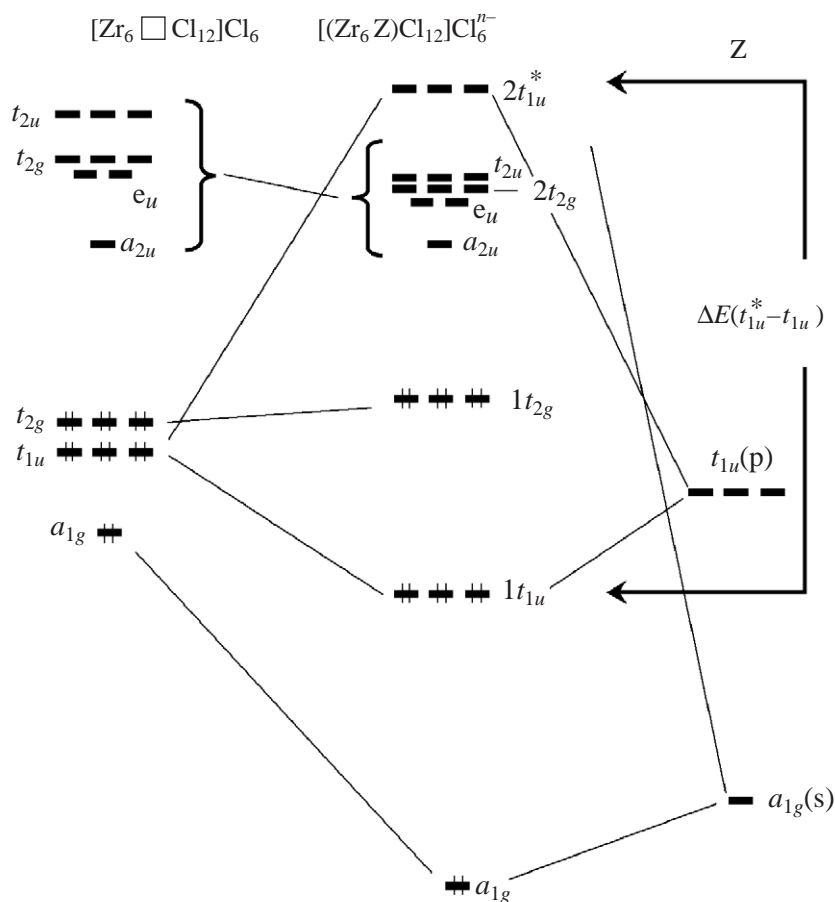 [Zr₆ □ Cl₁₂]Cl₆
[(Zr₆ Z)Cl₁₂]Cl₆ⁿ⁻
Z
2t₁ᵤ*
t₂ᵤ
t₂g
eᵤ
a₂ᵤ
t₂ᵤ
2t₂g
eᵤ
a₂ᵤ
ΔE(t₁ᵤ*–t₁ᵤ)
t₂g
t₁ᵤ
1t₂g
t₁ᵤ(p)
a₁g
1t₁ᵤ
a₁g(s)
a₁g